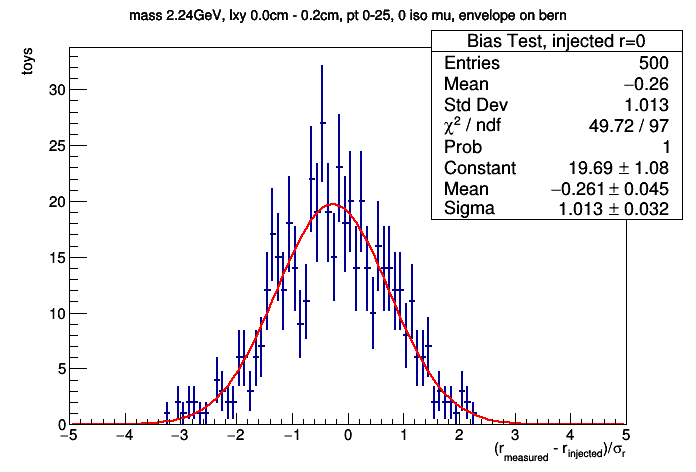 mass 2.24GeV, lxy 0.0cm - 0.2cm, pt 0-25, 0 iso mu, envelope on bern
Bias Test, injected r=0
Entries 500
Mean −0.26
Std Dev 1.013
χ² / ndf 49.72 / 97
Prob 1
Constant 19.69 ± 1.08
Mean −0.261 ± 0.045
Sigma 1.013 ± 0.032
toys
30
25
20
15
10
5
0
−5 −4 −3 −2 −1 0 1 2 3 4 5
(r_measured - r_injected)/σ_r